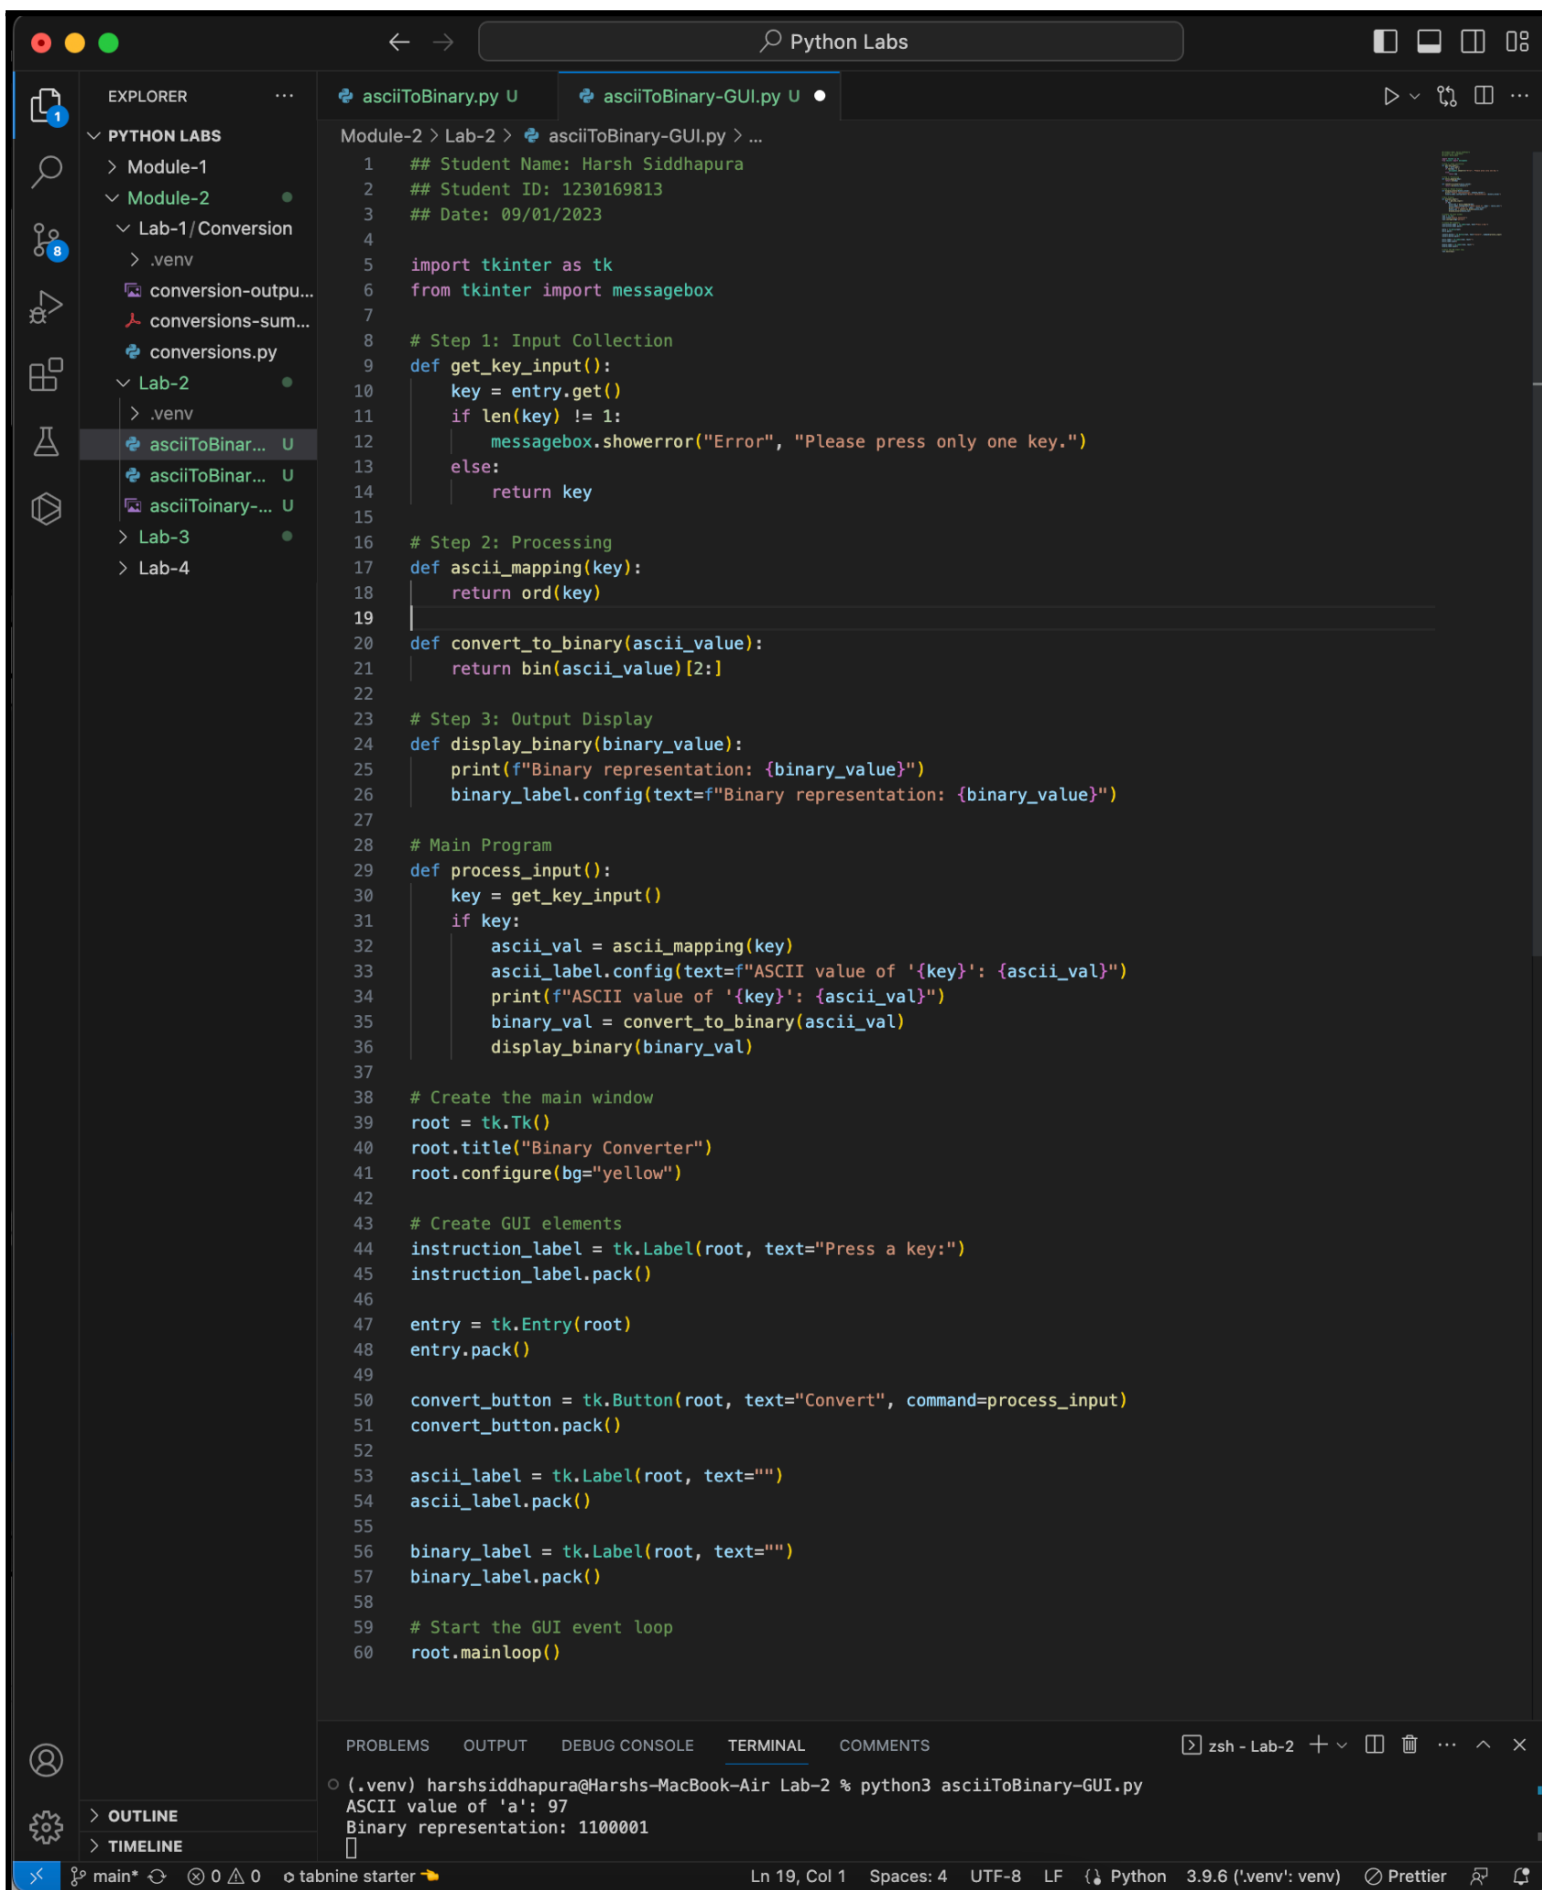 Python Labs
EXPLORER ...
PYTHON LABS
Module-1
Module-2
Lab-1/Conversion
.venv
conversion-outpu...
conversions-sum...
conversions.py
Lab-2
.venv
asciiToBinar... U
asciiToBinar... U
asciiToinary-... U
Lab-3
Lab-4
OUTLINE
TIMELINE
1
8
asciiToBinary.py U
asciiToBinary-GUI.py U
Module-2 > Lab-2 > asciiToBinary-GUI.py > ...
1 ## Student Name: Harsh Siddhapura
2 ## Student ID: 1230169813
3 ## Date: 09/01/2023
4
5 import tkinter as tk
6 from tkinter import messagebox
7
8 # Step 1: Input Collection
9 def get_key_input():
10     key = entry.get()
11     if len(key) != 1:
12         messagebox.showerror("Error", "Please press only one key.")
13     else:
14         return key
15
16 # Step 2: Processing
17 def ascii_mapping(key):
18     return ord(key)
19
20 def convert_to_binary(ascii_value):
21     return bin(ascii_value)[2:]
22
23 # Step 3: Output Display
24 def display_binary(binary_value):
25     print(f"Binary representation: {binary_value}")
26     binary_label.config(text=f"Binary representation: {binary_value}")
27
28 # Main Program
29 def process_input():
30     key = get_key_input()
31     if key:
32         ascii_val = ascii_mapping(key)
33         ascii_label.config(text=f"ASCII value of '{key}': {ascii_val}")
34         print(f"ASCII value of '{key}': {ascii_val}")
35         binary_val = convert_to_binary(ascii_val)
36         display_binary(binary_val)
37
38 # Create the main window
39 root = tk.Tk()
40 root.title("Binary Converter")
41 root.configure(bg="yellow")
42
43 # Create GUI elements
44 instruction_label = tk.Label(root, text="Press a key:")
45 instruction_label.pack()
46
47 entry = tk.Entry(root)
48 entry.pack()
49
50 convert_button = tk.Button(root, text="Convert", command=process_input)
51 convert_button.pack()
52
53 ascii_label = tk.Label(root, text="")
54 ascii_label.pack()
55
56 binary_label = tk.Label(root, text="")
57 binary_label.pack()
58
59 # Start the GUI event loop
60 root.mainloop()
PROBLEMS OUTPUT DEBUG CONSOLE TERMINAL COMMENTS zsh - Lab-2
(.venv) harshsiddhapura@Harshs-MacBook-Air Lab-2 % python3 asciiToBinary-GUI.py
ASCII value of 'a': 97
Binary representation: 1100001
main* 0 0 tabnine starter Ln 19, Col 1 Spaces: 4 UTF-8 LF Python 3.9.6 ('.venv': venv) Prettier